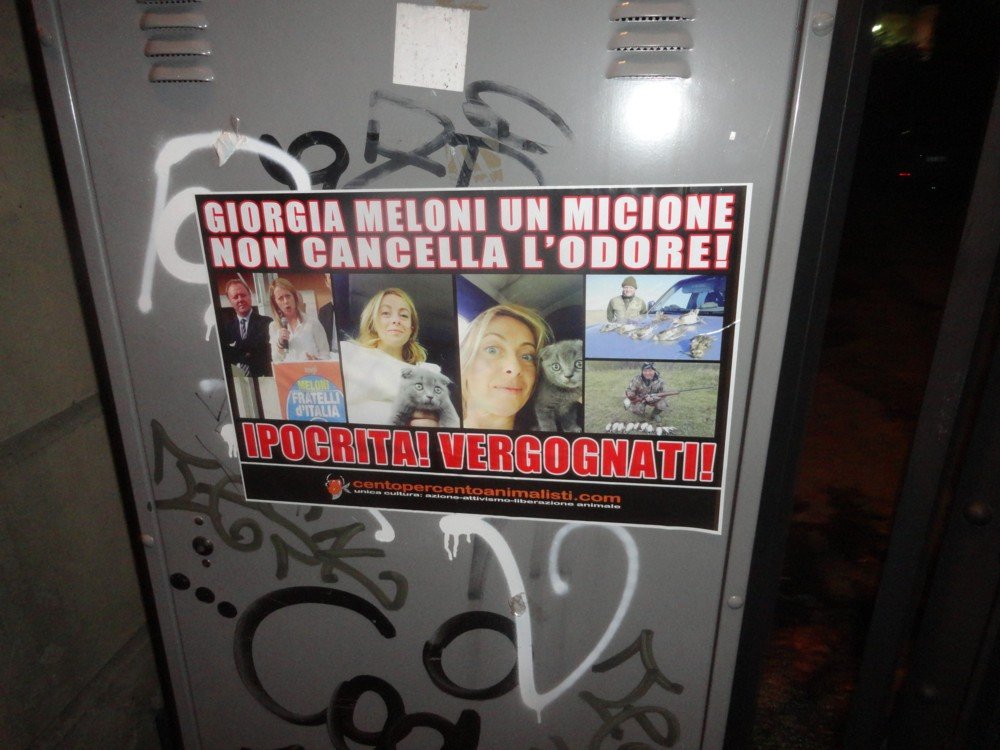 GIORGIA MELONI UN MICIONE
NON CANCELLA L'ODORE!
MELONI
FRATELLI
d'ITALIA
IPOCRITA! VERGOGNATI!
centopercentoanimalisti.com
unica cultura: azione-attivismo-liberazione animale